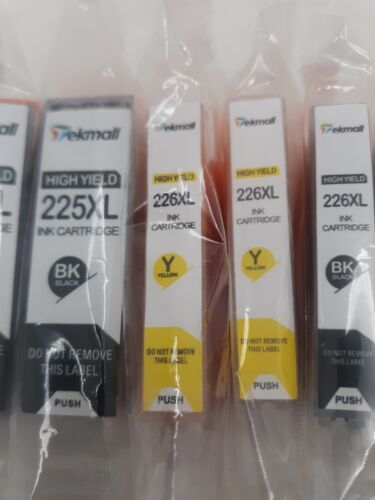 L
Tekmall
HIGH YIELD
225XL
INK CARTRIDGE
BK
BLACK
DO NOT REMOVE
THIS LABEL
PUSH
Tekmall
HIGH YIELD
226XL
INK
CARTRIDGE
Y
YELLOW
DO NOT REMOVE
THIS LABEL
PUSH
Tekmall
HIGH YIELD
226XL
INK
CARTRIDGE
Y
YELLOW
DO NOT REMOVE
THIS LABEL
PUSH
Tekmall
HIGH YIELD
226XL
INK
CARTRIDGE
BK
BLACK
DO NOT REMOVE
THIS LABEL
PUSH